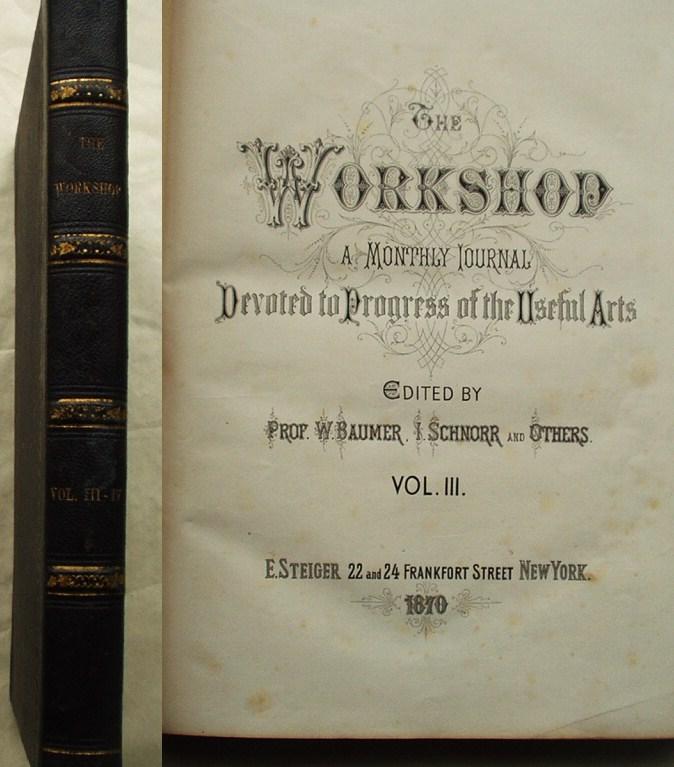 THE
WORKSHOP
VOL. III-IV
THE
WORKSHOP
A MONTHLY JOURNAL
Devoted to Progress of the Useful Arts
EDITED BY
PROF. W. BAUMER, I. SCHNORR AND OTHERS.
VOL. III.
E. STEIGER 22 and 24 FRANKFORT STREET NEW YORK.
1870